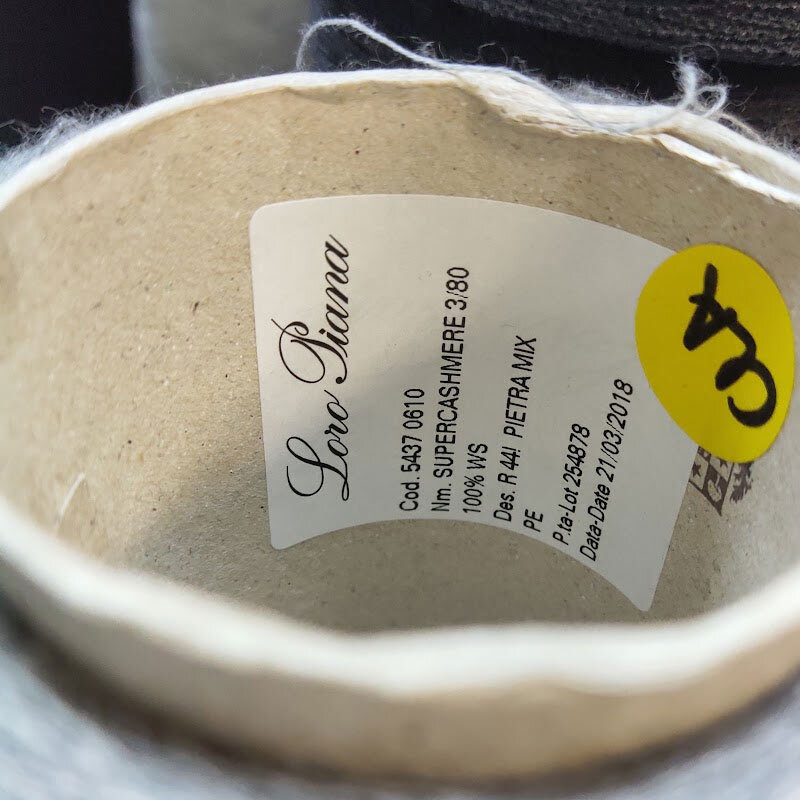 Loro Piana
Cod. 5437 0610
Nm. SUPERCASHMERE 3/80
100% WS
Des. R 44! PIETRA MIX
PE
P.ta-Lot 254878
Data-Date 21/03/2018